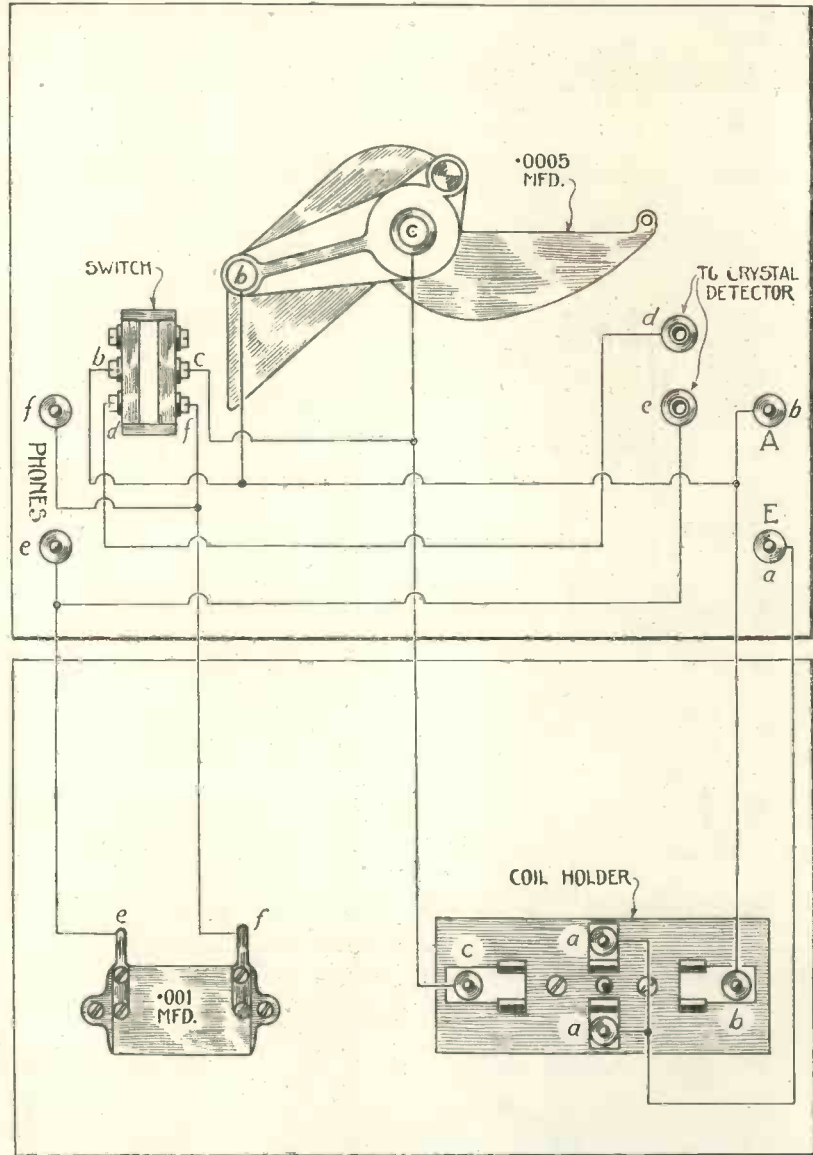 ·0005
MFD.
SWITCH
TO CRYSTAL
DETECTOR
c
b
d
b
c
e
f
d
f
b
A
PHONES
e
E
a
COIL HOLDER
e
f
a
c
·001
MFD.
a
b